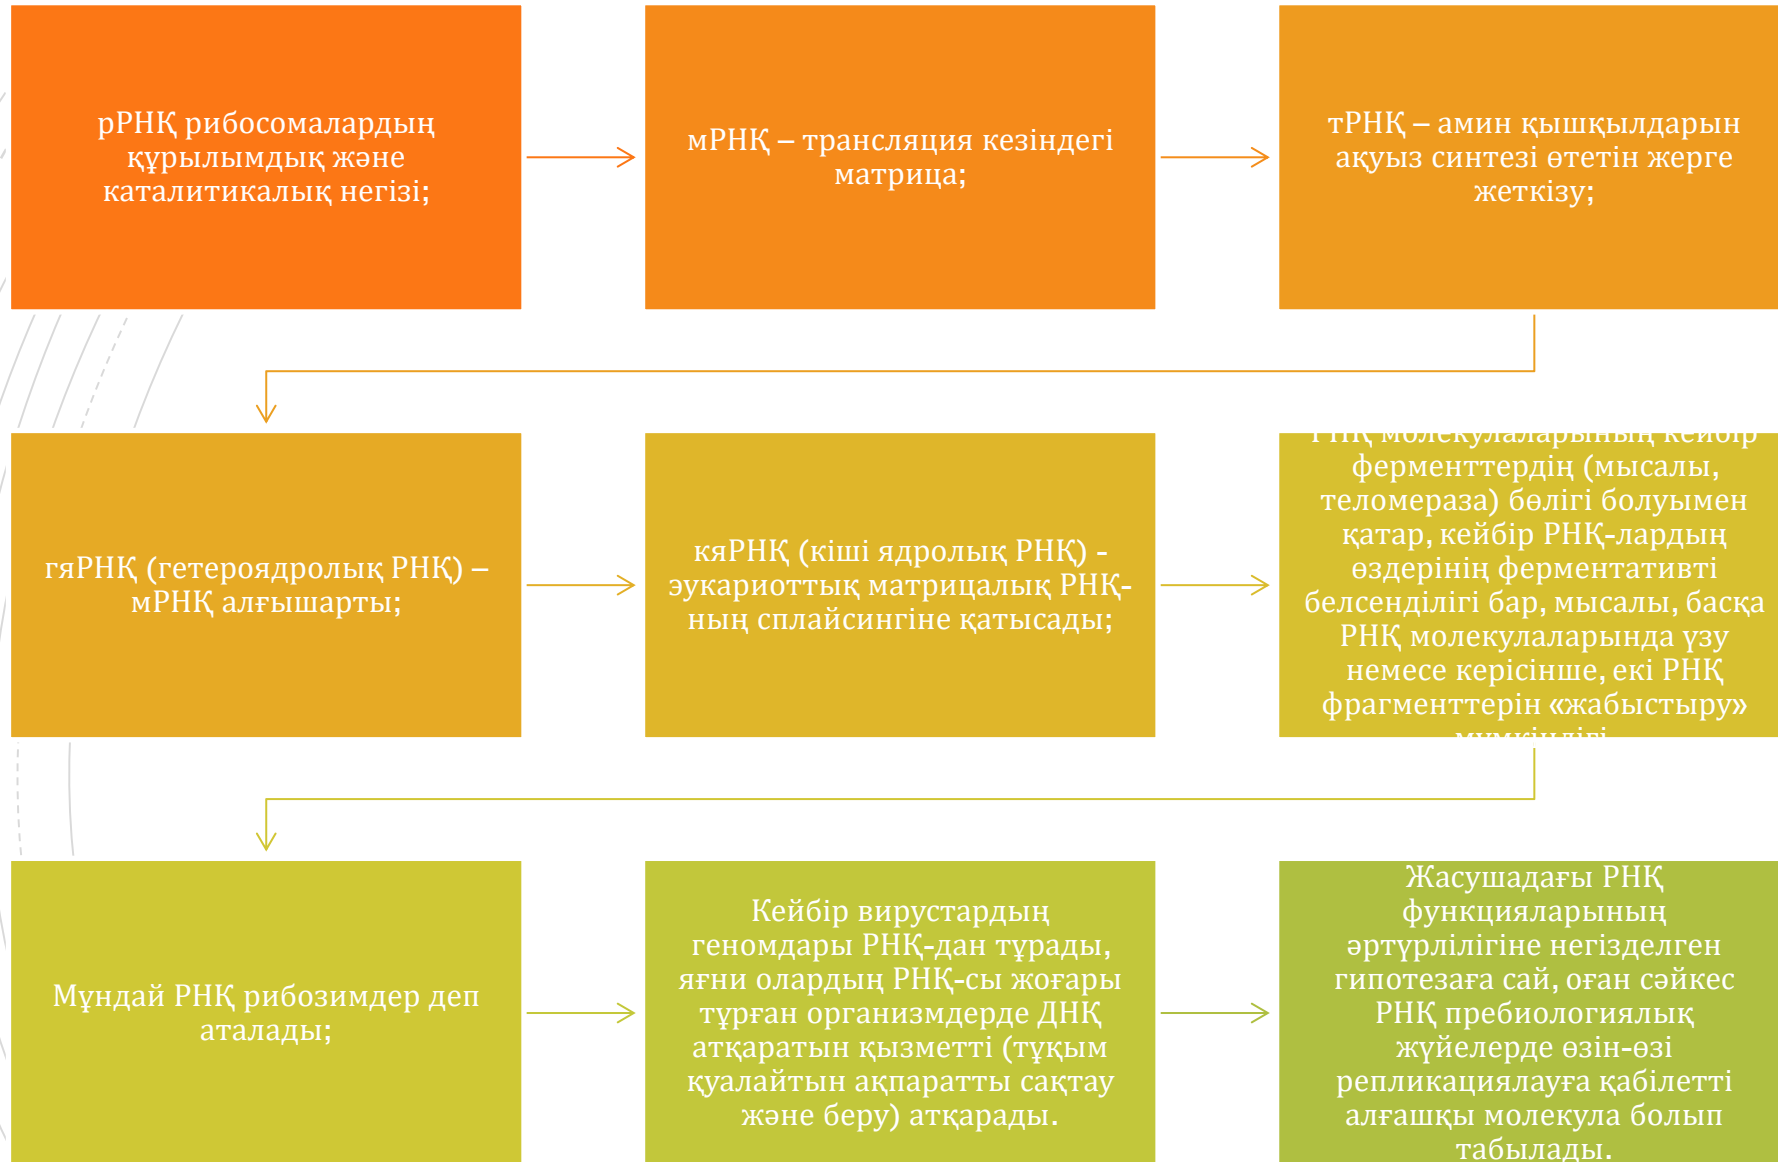 рРНҚ рибосомалардың
құрылымдық және
каталитикалық негізі;
мРНҚ – трансляция кезіндегі
матрица;
тРНҚ – амин қышқылдарын
ақуыз синтезі өтетін жерге
жеткізу;
гяРНҚ (гетероядролық РНҚ) –
мРНҚ алғышарты;
кяРНҚ (кіші ядролық РНҚ) -
эукариоттық матрицалық РНҚ-
ның сплайсингіне қатысады;
РНҚ молекулаларының кейбір
ферменттердің (мысалы,
теломераза) бөлігі болуымен
қатар, кейбір РНҚ-лардың
өздерінің ферментативті
белсенділігі бар, мысалы, басқа
РНҚ молекулаларында үзу
немесе керісінше, екі РНҚ
фрагменттерін «жабыстыру»
мүмкіндігі
Мұндай РНҚ рибозимдер деп
аталады;
Кейбір вирустардың
геномдары РНҚ-дан тұрады,
яғни олардың РНҚ-сы жоғары
тұрған организмдерде ДНҚ
атқаратын қызметті (тұқым
қуалайтын ақпаратты сақтау
және беру) атқарады.
Жасушадағы РНҚ
функцияларының
әртүрлілігіне негізделген
гипотезаға сай, оған сәйкес
РНҚ пребиологиялық
жүйелерде өзін-өзі
репликациялауға қабілетті
алғашқы молекула болып
табылады.